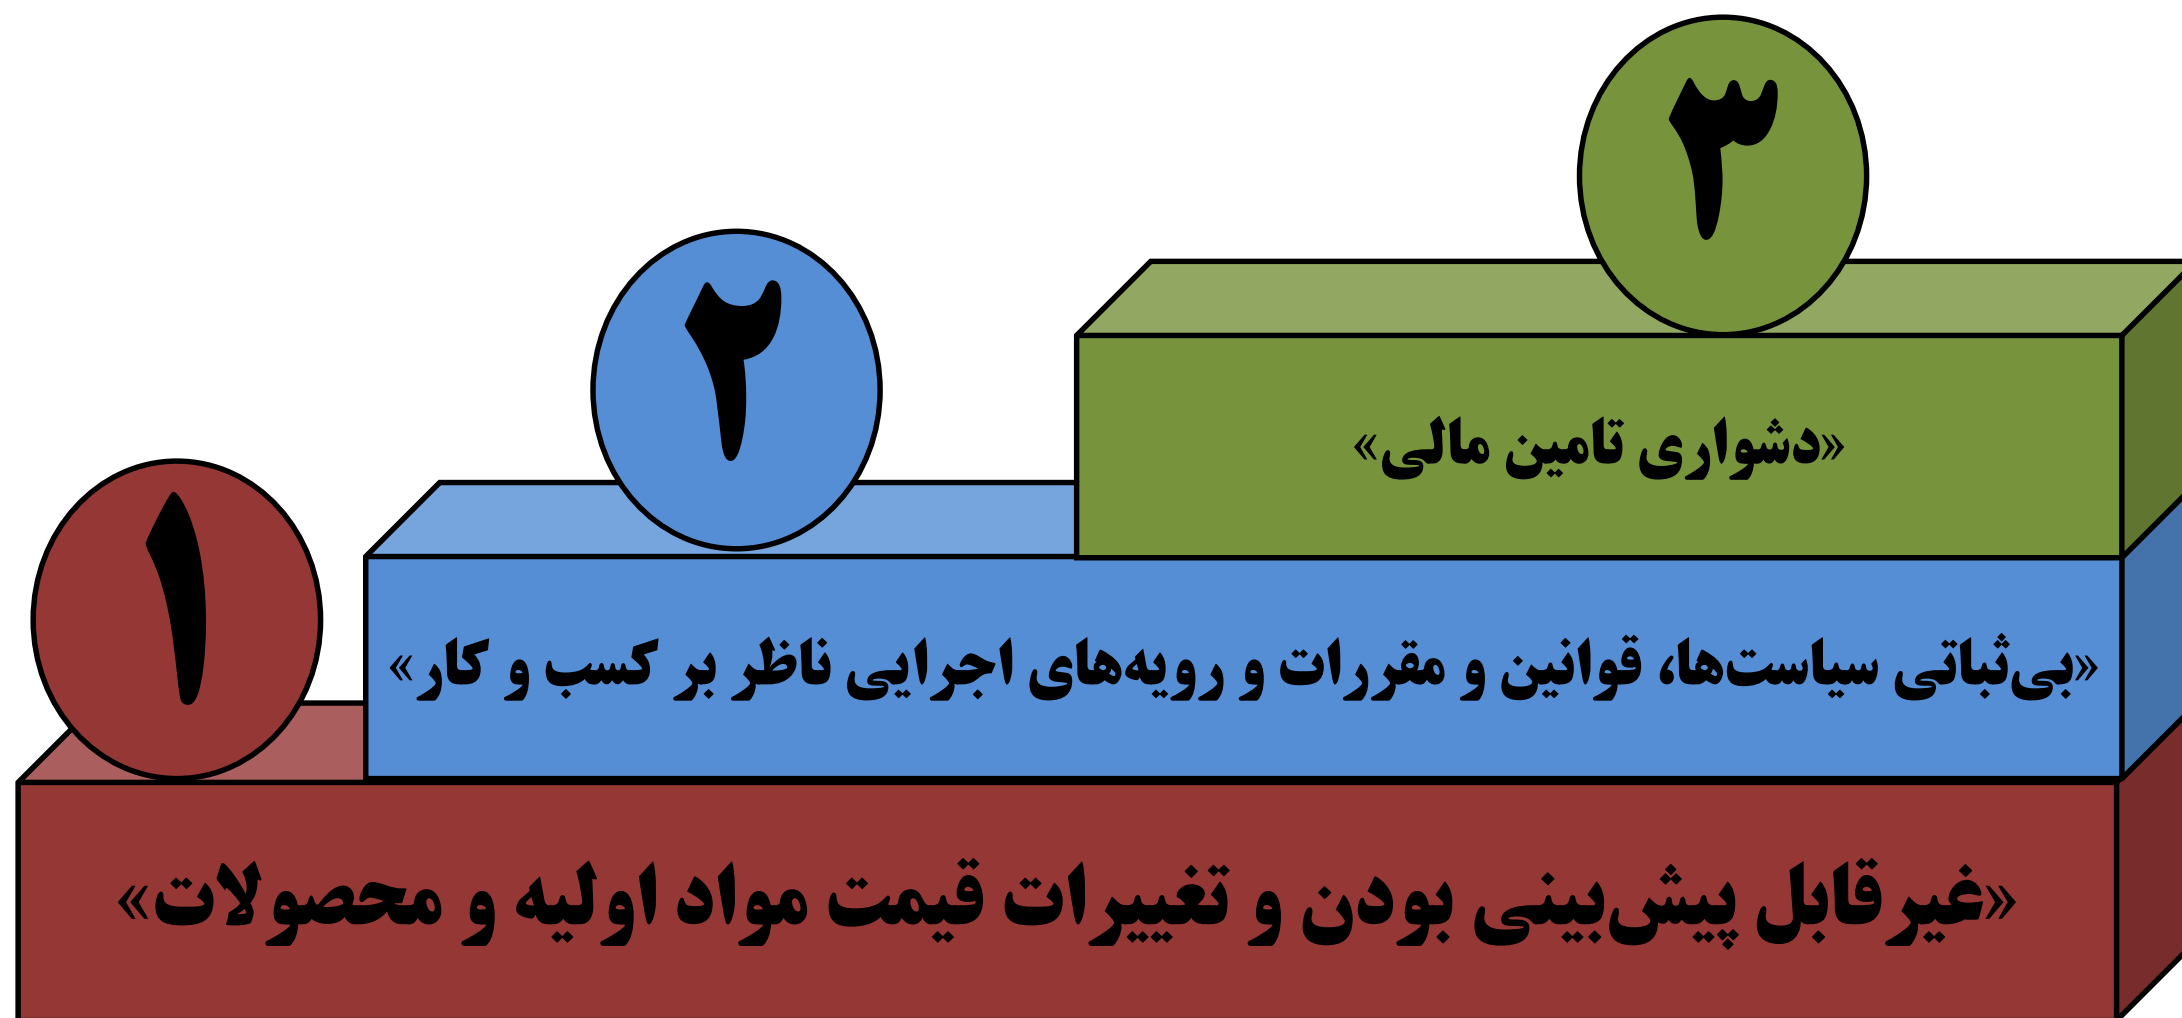 ۳
«دشواری تامین مالی»
۲
«بی‌ثباتی سیاست‌ها، قوانین و مقررات و رویه‌های اجرایی ناظر بر کسب و کار»
۱
«غیرقابل پیش‌بینی بودن و تغییرات قیمت مواد اولیه و محصولات»